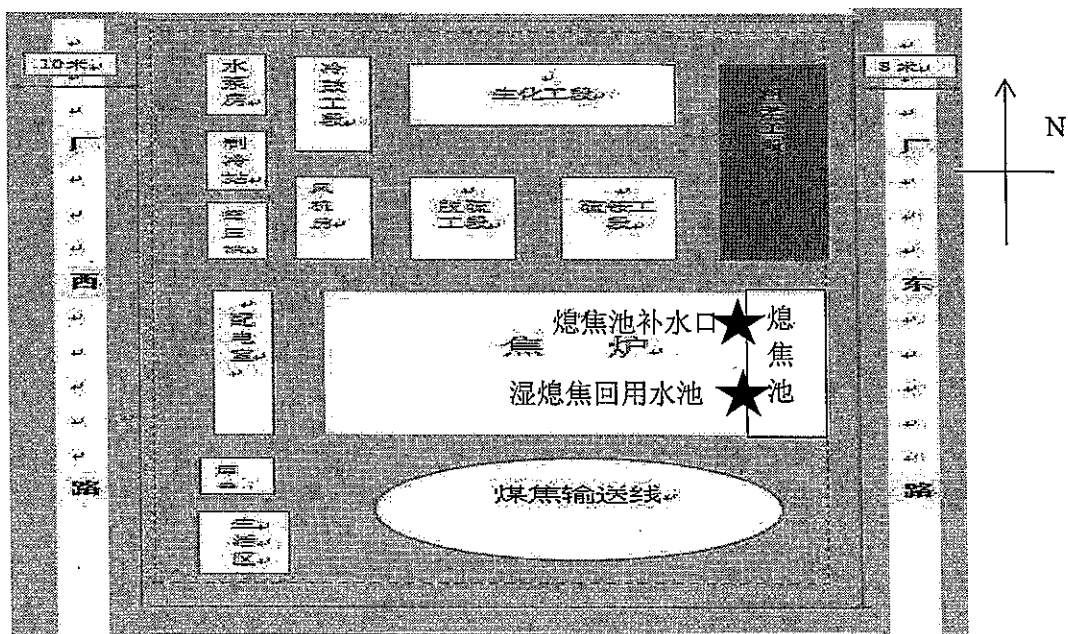 10米
8米
水泵房
冷凝工段
生化工段
制冷站
风机房
脱硫工段
硫铵工段
配电室
熄焦池补水口
焦 炉
湿熄焦回用水池
熄焦池
煤焦输送线
厂西路
厂东路
N